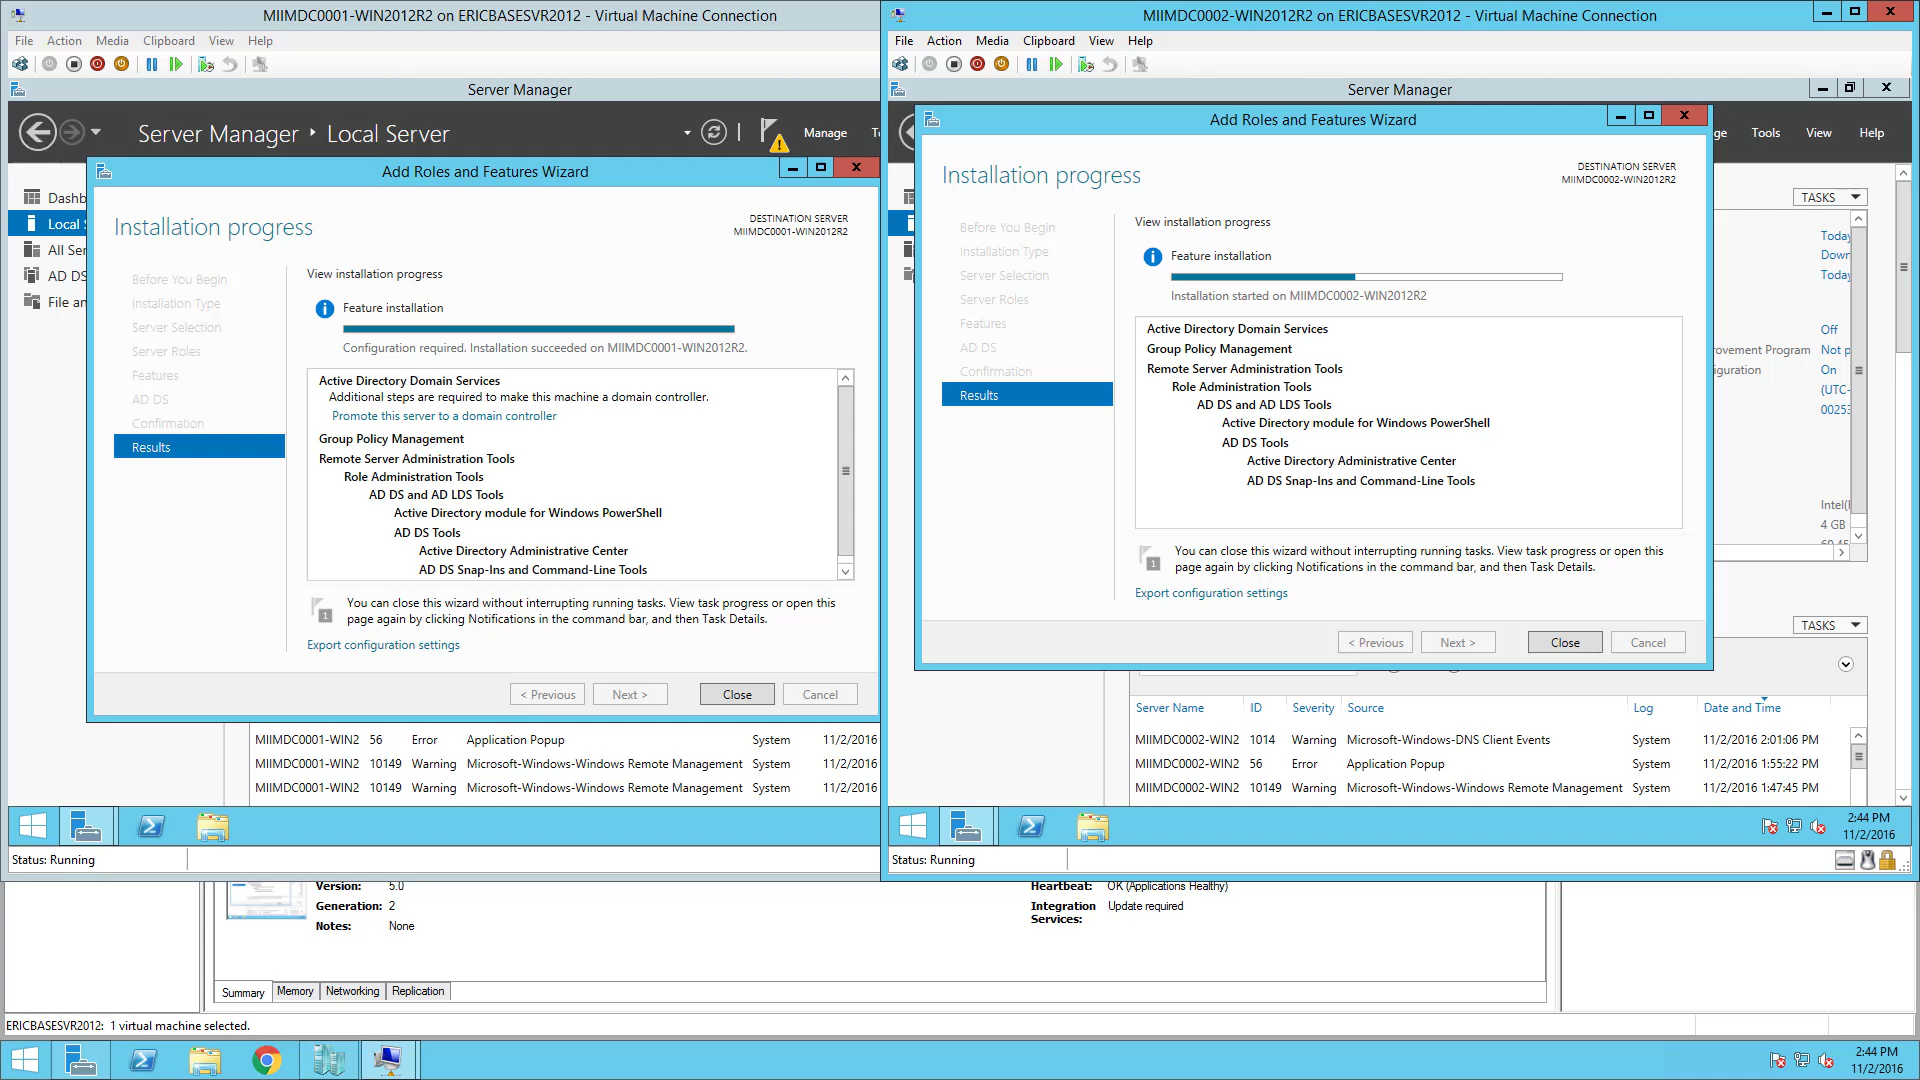 MIIMDC0001-WIN2012R2 on ERICBASESVR2012 - Virtual Machine Connection
File Action Media Clipboard View Help
Server Manager
Server Manager ‣ Local Server
Manage
Dashb
Local
All Ser
AD DS
File an
Add Roles and Features Wizard
Installation progress
DESTINATION SERVER
MIIMDC0001-WIN2012R2
Before You Begin
Installation Type
Server Selection
Server Roles
Features
AD DS
Confirmation
Results
View installation progress
Feature installation
Configuration required. Installation succeeded on MIIMDC0001-WIN2012R2.
Active Directory Domain Services
Additional steps are required to make this machine a domain controller.
Promote this server to a domain controller
Group Policy Management
Remote Server Administration Tools
Role Administration Tools
AD DS and AD LDS Tools
Active Directory module for Windows PowerShell
AD DS Tools
Active Directory Administrative Center
AD DS Snap-Ins and Command-Line Tools
1
You can close this wizard without interrupting running tasks. View task progress or open this
page again by clicking Notifications in the command bar, and then Task Details.
Export configuration settings
< Previous Next > Close Cancel
MIIMDC0001-WIN2 56 Error Application Popup System 11/2/2016
MIIMDC0001-WIN2 10149 Warning Microsoft-Windows-Windows Remote Management System 11/2/2016
MIIMDC0001-WIN2 10149 Warning Microsoft-Windows-Windows Remote Management System 11/2/2016
Status: Running
MIIMDC0002-WIN2012R2 on ERICBASESVR2012 - Virtual Machine Connection
File Action Media Clipboard View Help
Server Manager
ge Tools View Help
Add Roles and Features Wizard
Installation progress
DESTINATION SERVER
MIIMDC0002-WIN2012R2
Before You Begin
Installation Type
Server Selection
Server Roles
Features
AD DS
Confirmation
Results
View installation progress
Feature installation
Installation started on MIIMDC0002-WIN2012R2
Active Directory Domain Services
Group Policy Management
Remote Server Administration Tools
Role Administration Tools
AD DS and AD LDS Tools
Active Directory module for Windows PowerShell
AD DS Tools
Active Directory Administrative Center
AD DS Snap-Ins and Command-Line Tools
1
You can close this wizard without interrupting running tasks. View task progress or open this
page again by clicking Notifications in the command bar, and then Task Details.
Export configuration settings
< Previous Next > Close Cancel
TASKS
Today
Down
Today
Off
rovement Program Not p
iguration On
(UTC-
00253
Intel(
4 GB
TASKS
Server Name ID Severity Source Log Date and Time
MIIMDC0002-WIN2 1014 Warning Microsoft-Windows-DNS Client Events System 11/2/2016 2:01:06 PM
MIIMDC0002-WIN2 56 Error Application Popup System 11/2/2016 1:55:22 PM
MIIMDC0002-WIN2 10149 Warning Microsoft-Windows-Windows Remote Management System 11/2/2016 1:47:45 PM
2:44 PM
11/2/2016
Status: Running
Version: 5.0
Generation: 2
Notes: None
Heartbeat: OK (Applications Healthy)
Integration Services: Update required
Summary Memory Networking Replication
ERICBASESVR2012: 1 virtual machine selected.
2:44 PM
11/2/2016